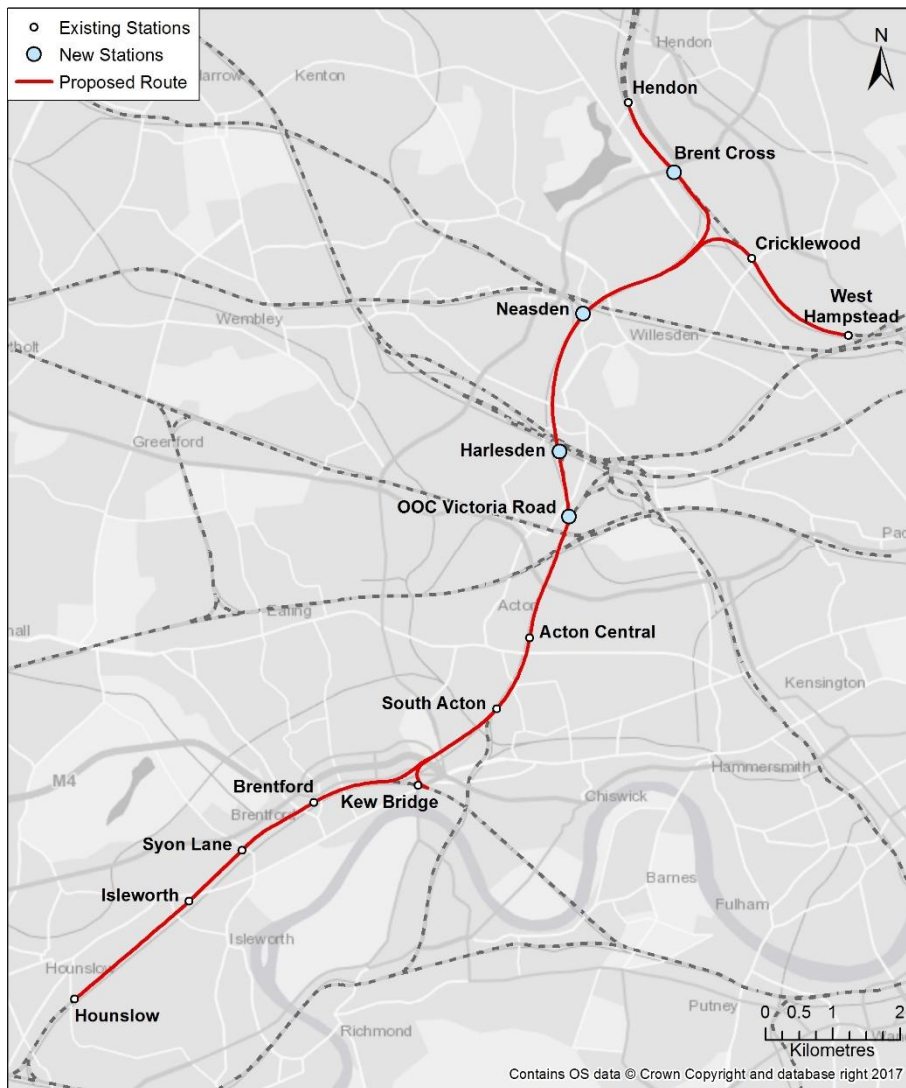 Existing Stations
New Stations
Proposed Route
N
Hendon
Kenton
Hendon
Brent Cross
Cricklewood
West
Hampstead
Neasden
Wembley
Willesden
Greenford
Harlesden
OOC Victoria Road
Acton
Ealing
Acton Central
Kensington
South Acton
M4
Hammersmith
Brentford
Kew Bridge
Chiswick
Syon Lane
Barnes
Isleworth
Fulham
Isleworth
Hounslow
Hounslow
Putney
Richmond
0 0.5 1 2
Kilometres
Contains OS data © Crown Copyright and database right 2017